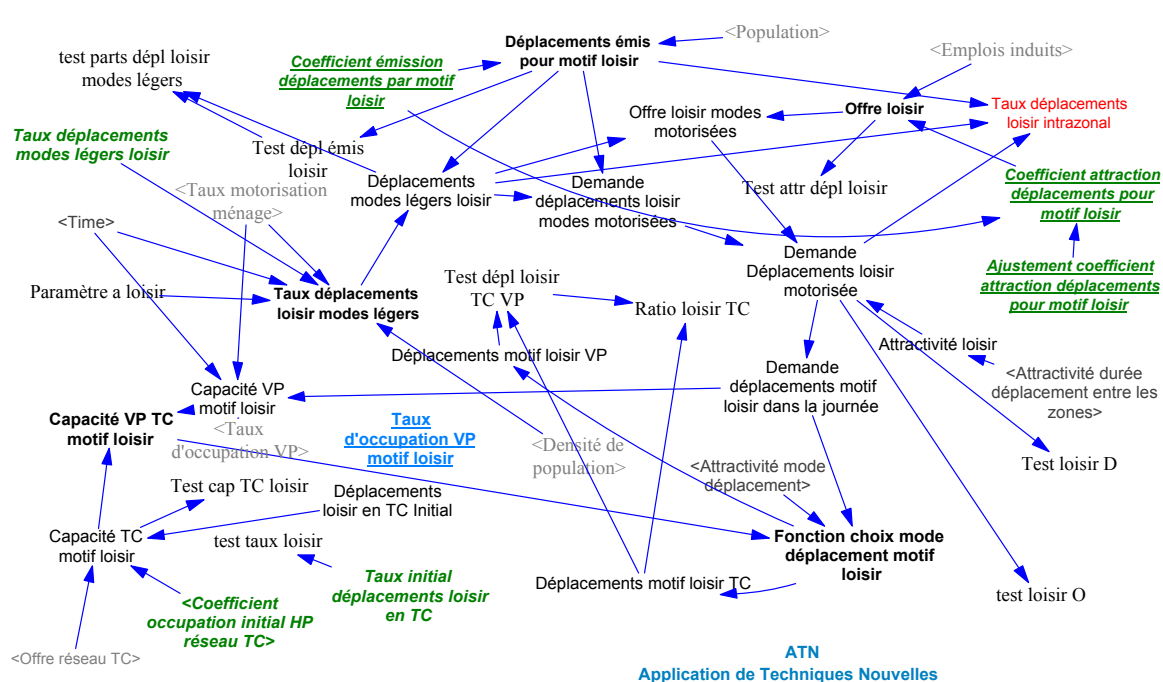 <Population>
Déplacements émis
pour motif loisir
<Emplois induits>
test parts dépl loisir
modes légers
Coefficient émission
déplacements par motif
loisir
Offre loisir modes
motorisées
Offre loisir
Taux déplacements
loisir intrazonal
Taux déplacements
modes légers loisir
Test dépl émis
loisir
<Taux motorisation
ménage>
Déplacements
modes légers loisir
Demande
déplacements loisir
modes motorisées
Test attr dépl loisir
Coefficient attraction
déplacements pour
motif loisir
<Time>
Demande
Déplacements loisir
motorisée
Paramètre a loisir
Taux déplacements
loisir modes légers
Test dépl loisir
TC VP
Ratio loisir TC
Ajustement coefficient
attraction déplacements
pour motif loisir
Attractivité loisir
Déplacements motif loisir VP
Demande
déplacements motif
loisir dans la journée
<Attractivité durée
déplacement entre les
zones>
Capacité VP
motif loisir
Capacité VP TC
motif loisir
<Taux
d'occupation VP>
Taux
d'occupation VP
motif loisir
<Densité de
population>
<Attractivité mode
déplacement>
Test loisir D
Test cap TC loisir
Déplacements
loisir en TC Initial
Capacité TC
motif loisir
test taux loisir
Fonction choix mode
déplacement motif
loisir
Taux initial
déplacements loisir
en TC
Déplacements motif loisir TC
test loisir O
<Coefficient
occupation initial HP
réseau TC>
<Offre réseau TC>
ATN
Application de Techniques Nouvelles